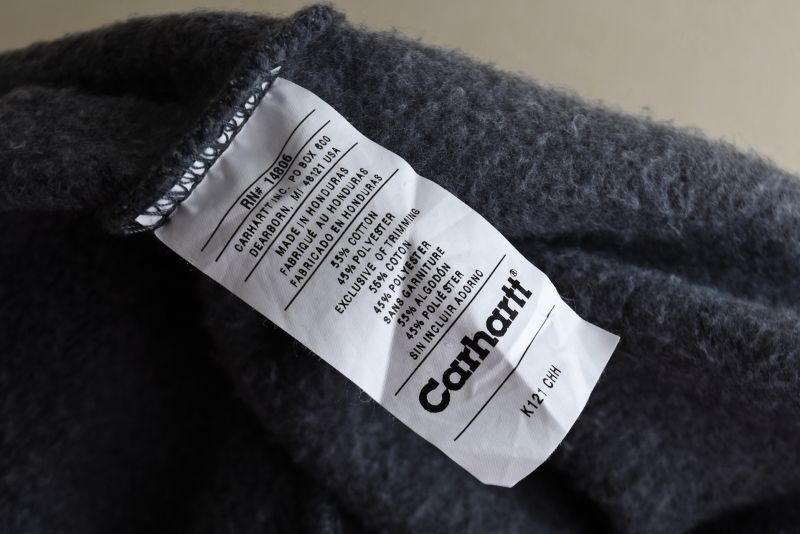 RN# 14806
CARHARTT INC., PO BOX 600
DEARBORN, MI 48121 USA
MADE IN HONDURAS
FABRIQUÉ AU HONDURAS
FABRICADO EN HONDURAS
55% COTTON
45% POLYESTER
EXCLUSIVE OF TRIMMING
56% COTON
45% POLYESTER
SANS GARNITURE
55% ALGODÓN
45% POLIÉSTER
SIN INCLUIR ADORNO
Carhartt®
K121 CHH